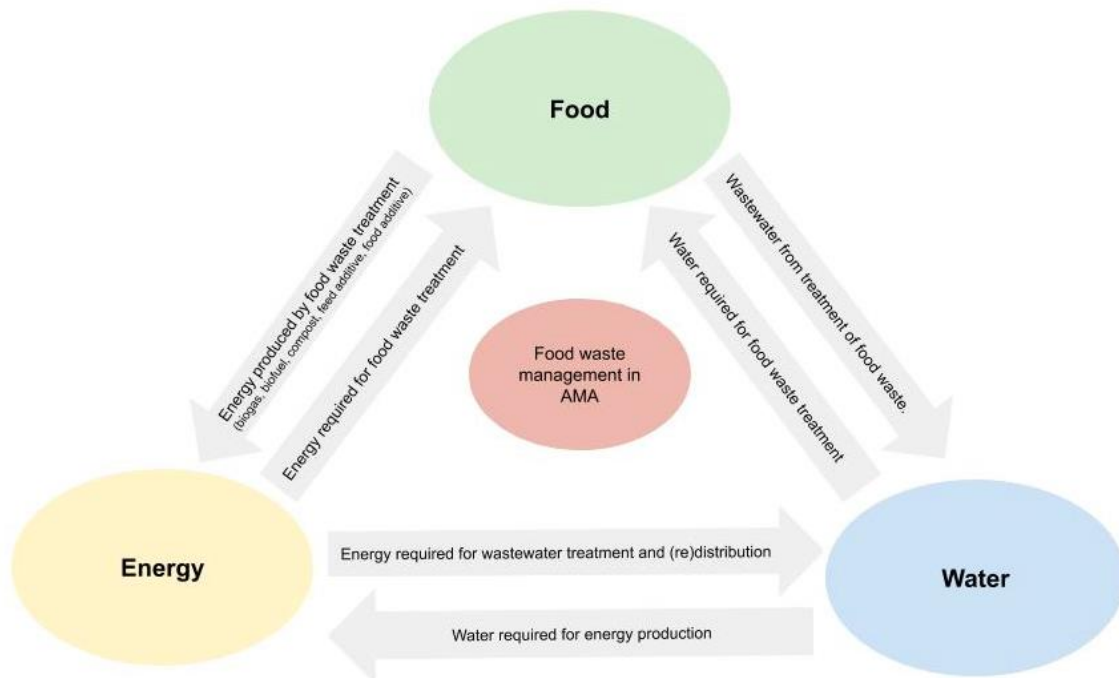 Food
Energy produced by food waste treatment
(biogas, biofuel, compost, feed additive, food additive)
Energy required for food waste treatment
Water required for food waste treatment
Wastewater from treatment of food waste.
Food waste
management in
AMA
Energy
Energy required for wastewater treatment and (re)distribution
Water
Water required for energy production